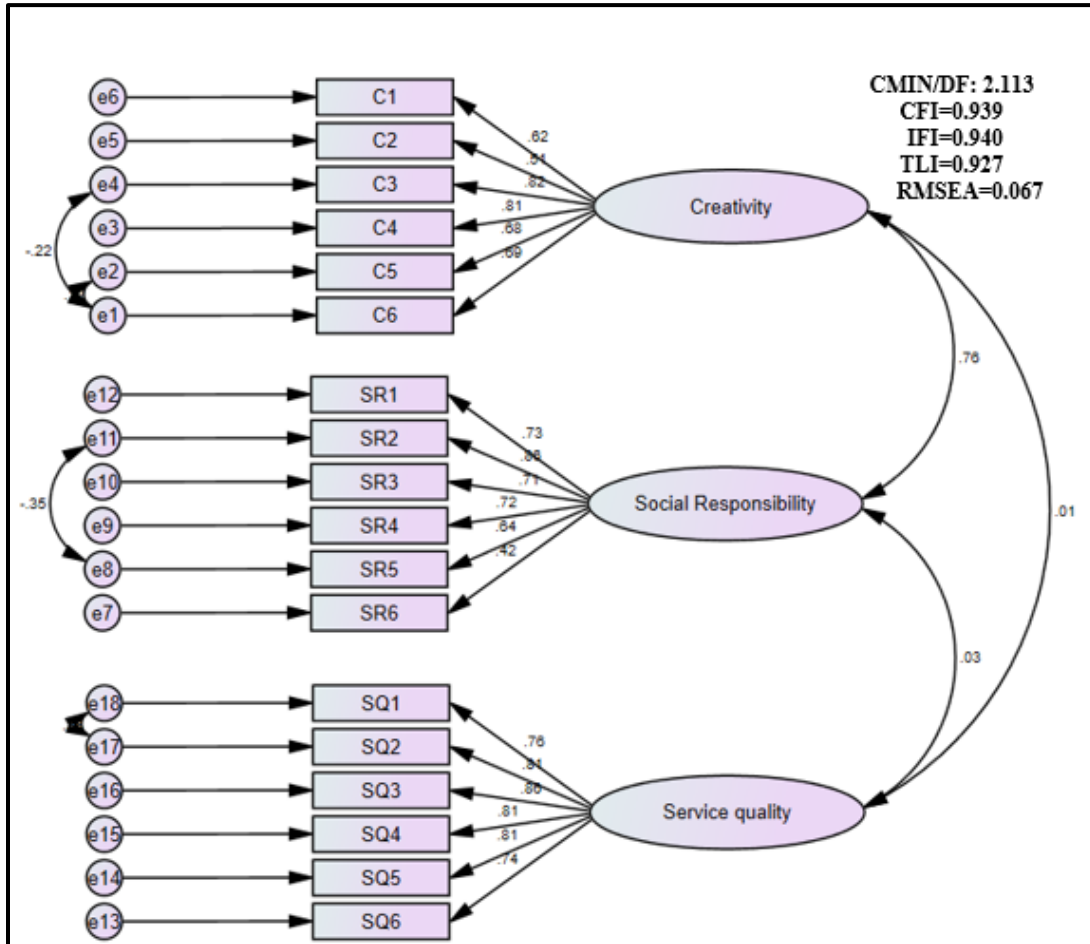 CMIN/DF: 2.113
CFI=0.939
IFI=0.940
TLI=0.927
RMSEA=0.067
e6
C1
.62
e5
C2
e4
C3
.82
e3
C4
.81
e2
C5
.68
e1
C6
.69
-.22
Creativity
.76
e12
SR1
.73
e11
SR2
e10
SR3
.71
e9
SR4
.72
e8
SR5
.64
e7
SR6
.42
-.35
Social Responsibility
.01
.03
e18
SQ1
.76
e17
SQ2
.81
e16
SQ3
.86
e15
SQ4
.81
e14
SQ5
.81
e13
SQ6
.74
Service quality